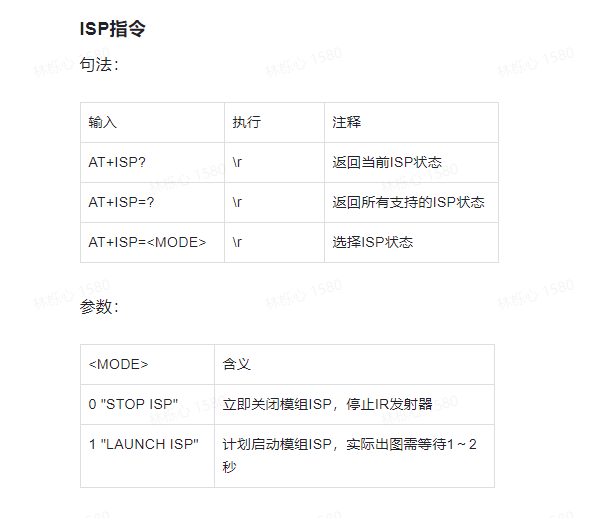 ISP指令
句法：
输入 执行 注释
AT+ISP? \r 返回当前ISP状态
AT+ISP=? \r 返回所有支持的ISP状态
AT+ISP=<MODE> \r 选择ISP状态
参数：
<MODE> 含义
0 "STOP ISP" 立即关闭模组ISP，停止IR发射器
1 "LAUNCH ISP" 计划启动模组ISP，实际出图需等待1～2
秒
林烁心 1580